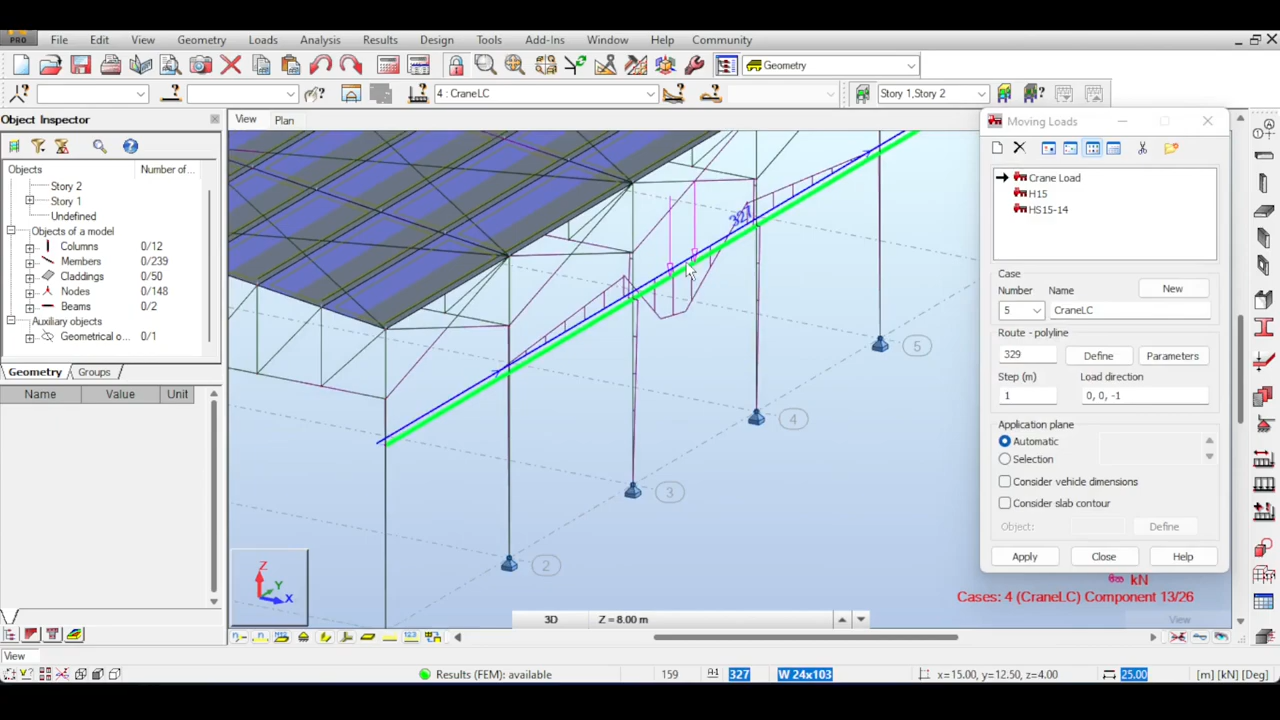 PRO File Edit View Geometry Loads Analysis Results Design Tools Add-Ins Window Help Community
Geometry
4 : CraneLC Story 1,Story 2
Object Inspector
View Plan
Objects Number of...
Story 2
Story 1
Undefined
Objects of a model
Columns 0/12
Members 0/239
Claddings 0/50
Nodes 0/148
Beams 0/2
Auxiliary objects
Geometrical o... 0/1
Geometry Groups
Name Value Unit
327
5
4
3
2
Z
Y
X
3D Z = 8.00 m
Moving Loads
Crane Load
H15
HS15-14
Case
Number Name New
5 CraneLC
Route - polyline
329 Define Parameters
Step (m) Load direction
1 0, 0, -1
Application plane
Automatic
Selection
Consider vehicle dimensions
Consider slab contour
Object: Define
Apply Close Help
kN
Cases: 4 (CraneLC) Component 13/26
View
View
Results (FEM): available 159 327 W 24x103 x=15.00, y=12.50, z=4.00 25.00 [m] [kN] [Deg]